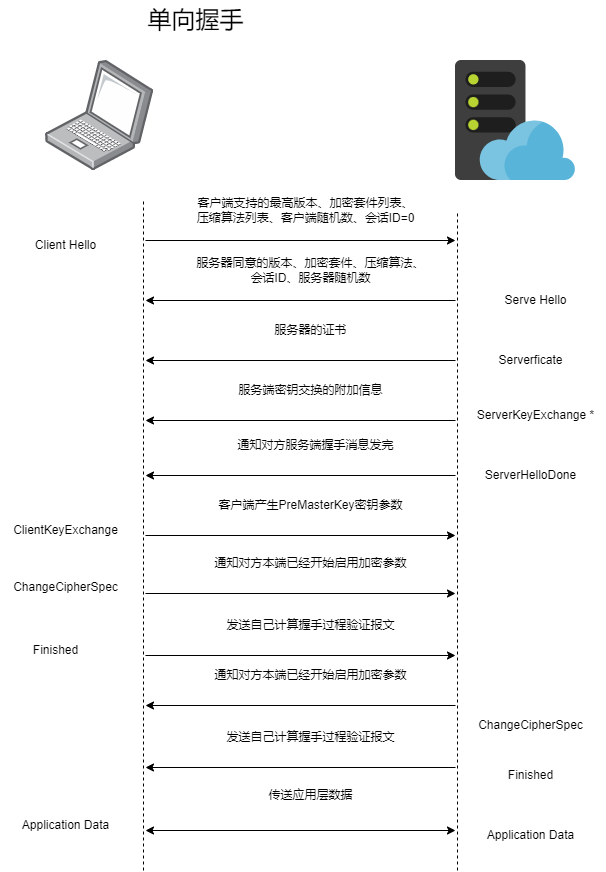 单向握手
客户端支持的最高版本、加密套件列表、
压缩算法列表、客户端随机数、会话ID=0
Client Hello
服务器同意的版本、加密套件、压缩算法、
会话ID、服务器随机数
Serve Hello
服务器的证书
Serverficate
服务端密钥交换的附加信息
ServerKeyExchange *
通知对方服务端握手消息发完
ServerHelloDone
客户端产生PreMasterKey密钥参数
ClientKeyExchange
通知对方本端已经开始启用加密参数
ChangeCipherSpec
发送自己计算握手过程验证报文
Finished
通知对方本端已经开始启用加密参数
ChangeCipherSpec
发送自己计算握手过程验证报文
Finished
传送应用层数据
Application Data
Application Data